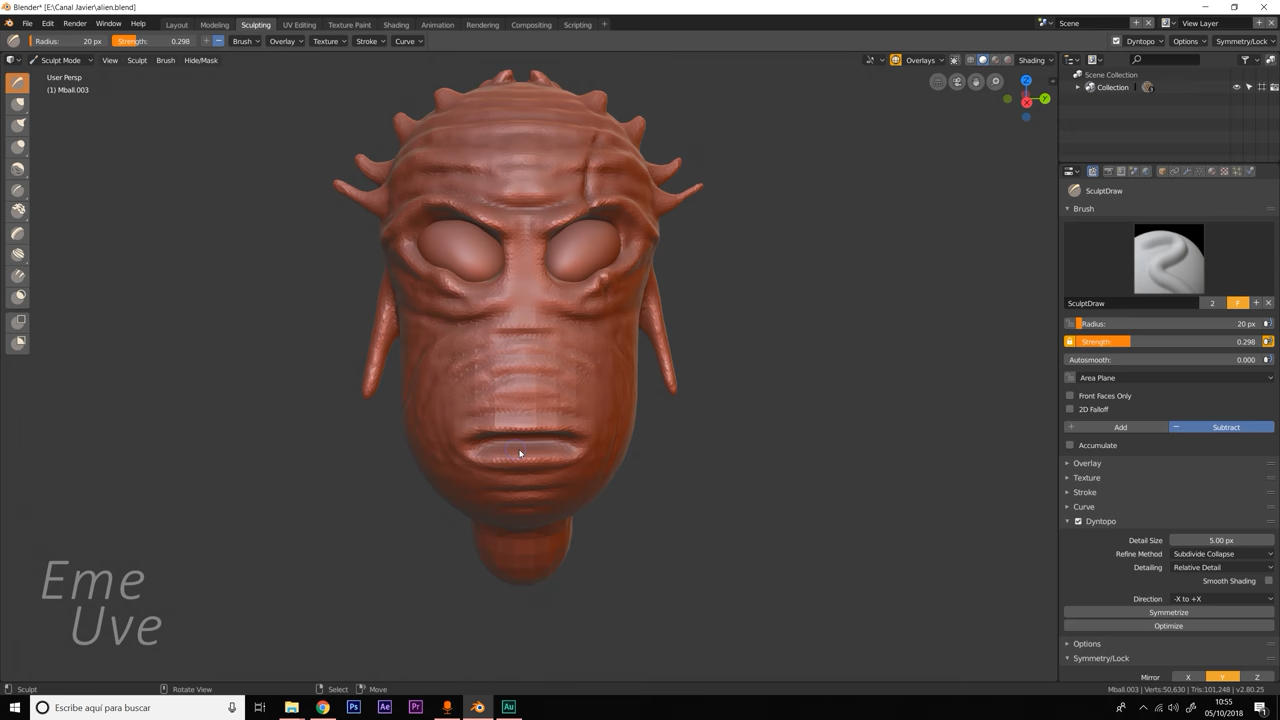 Blender* [E:\Canal Javier\alien.blend]
File Edit Render Window Help Layout Modeling Sculpting UV Editing Texture Paint Shading Animation Rendering Compositing Scripting + Scene View Layer
Radius: 20 px Strength: 0.298 Brush Overlay Texture Stroke Curve Dyntopo Options Symmetry/Lock
Sculpt Mode View Sculpt Brush Hide/Mask Overlays Shading
User Persp
(1) Mball.003
Z
Y
X
Scene Collection
Collection
SculptDraw
Brush
SculptDraw 2 F
Radius: 20 px
Strength: 0.298
Autosmooth: 0.000
Area Plane
Front Faces Only
2D Falloff
Add Subtract
Accumulate
Overlay
Texture
Stroke
Curve
Dyntopo
Detail Size 5.00 px
Refine Method Subdivide Collapse
Detailing Relative Detail
Smooth Shading
Direction -X to +X
Symmetrize
Optimize
Options
Symmetry/Lock
Mirror X Y Z
Eme
Uve
Sculpt Rotate View Select Move Mball.003 | Verts:50,630 | Tris:101,248 | v2.80.25
Escribe aquí para buscar Ps Ae Pr Au
10:55
05/10/2018